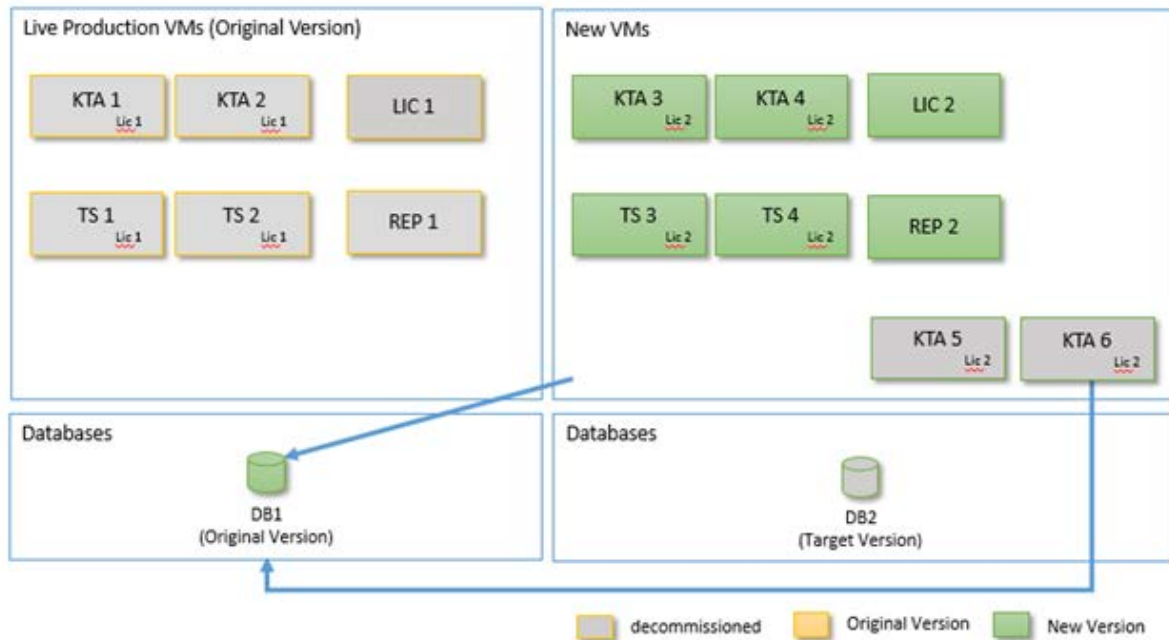 Live Production VMs (Original Version)
New VMs
KTA 1
Lic 1
KTA 2
Lic 1
LIC 1
KTA 3
Lic 2
KTA 4
Lic 2
LIC 2
TS 1
Lic 1
TS 2
Lic 1
REP 1
TS 3
Lic 2
TS 4
Lic 2
REP 2
KTA 5
Lic 2
KTA 6
Lic 2
Databases
DB1
(Original Version)
Databases
DB2
(Target Version)
decommissioned
Original Version
New Version